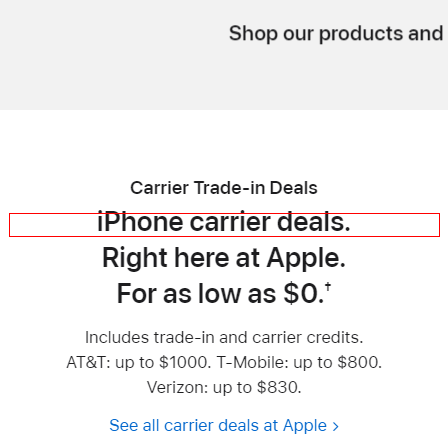 Shop our products and
Carrier Trade-in Deals
iPhone carrier deals.
Right here at Apple.
For as low as $0.†
Includes trade-in and carrier credits.
AT&T: up to $1000. T-Mobile: up to $800.
Verizon: up to $830.
See all carrier deals at Apple >